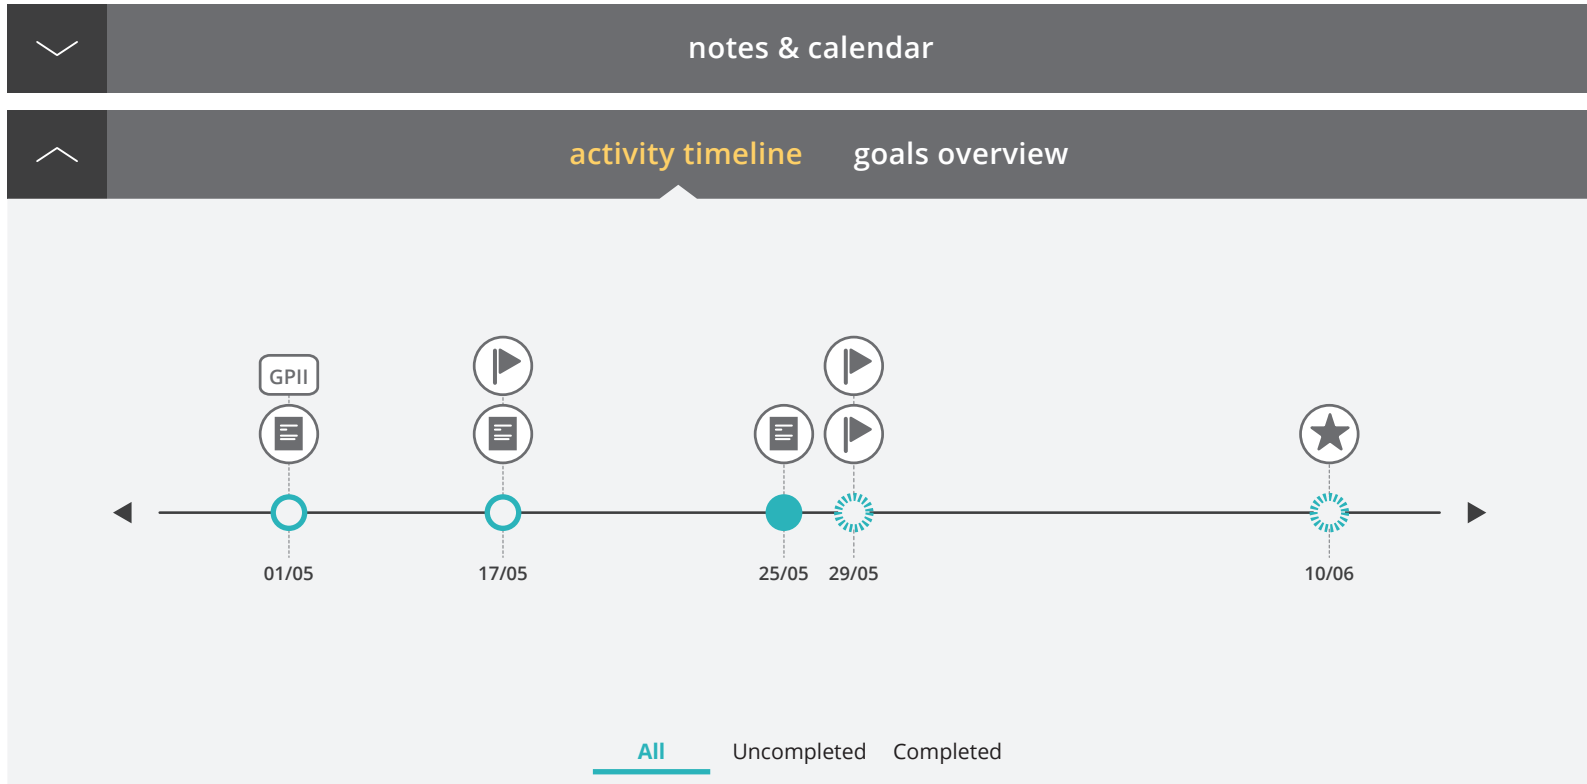 notes & calendar
activity timeline goals overview
GPII
01/05 17/05 25/05 29/05 10/06
All Uncompleted Completed